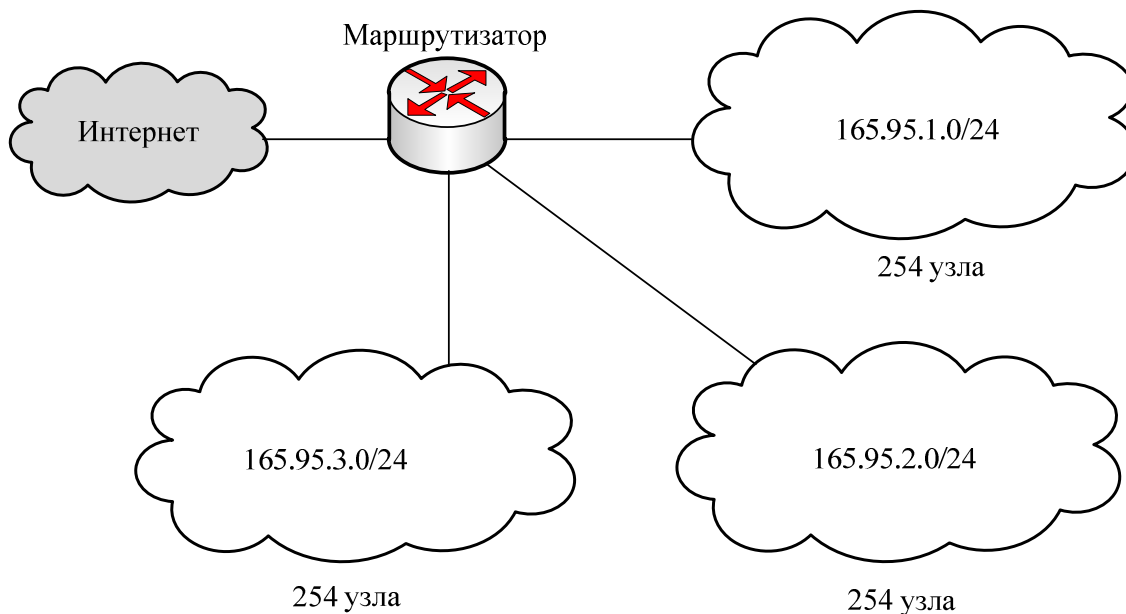 Маршрутизатор
Интернет
165.95.1.0/24
254 узла
165.95.3.0/24
165.95.2.0/24
254 узла
254 узла